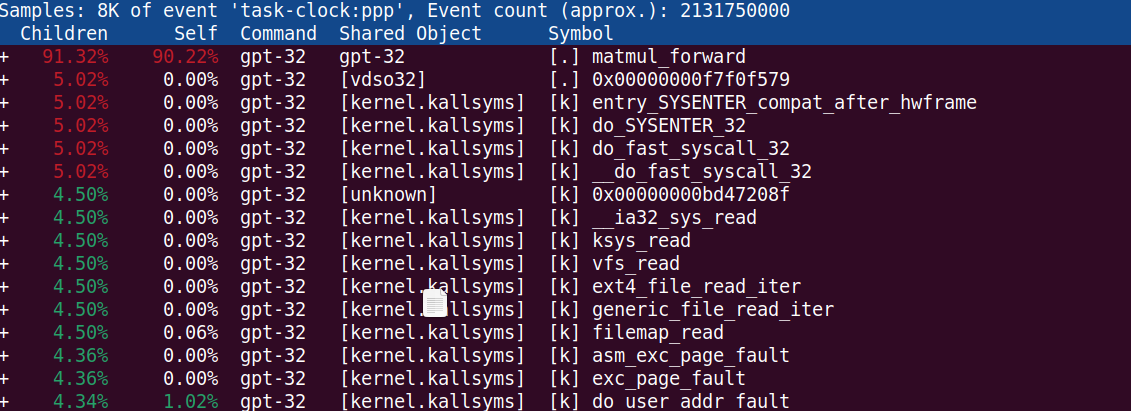 Samples: 8K of event 'task-clock:ppp', Event count (approx.): 2131750000
Children Self Command Shared Object Symbol
+ 91.32% 90.22% gpt-32 gpt-32 [.] matmul_forward
+ 5.02% 0.00% gpt-32 [vdso32] [.] 0x00000000f7f0f579
+ 5.02% 0.00% gpt-32 [kernel.kallsyms] [k] entry_SYSENTER_compat_after_hwframe
+ 5.02% 0.00% gpt-32 [kernel.kallsyms] [k] do_SYSENTER_32
+ 5.02% 0.00% gpt-32 [kernel.kallsyms] [k] do_fast_syscall_32
+ 5.02% 0.00% gpt-32 [kernel.kallsyms] [k] __do_fast_syscall_32
+ 4.50% 0.00% gpt-32 [unknown] [k] 0x00000000bd47208f
+ 4.50% 0.00% gpt-32 [kernel.kallsyms] [k] __ia32_sys_read
+ 4.50% 0.00% gpt-32 [kernel.kallsyms] [k] ksys_read
+ 4.50% 0.00% gpt-32 [kernel.kallsyms] [k] vfs_read
+ 4.50% 0.00% gpt-32 [kernel.kallsyms] [k] ext4_file_read_iter
+ 4.50% 0.00% gpt-32 [kernel.kallsyms] [k] generic_file_read_iter
+ 4.50% 0.06% gpt-32 [kernel.kallsyms] [k] filemap_read
+ 4.36% 0.00% gpt-32 [kernel.kallsyms] [k] asm_exc_page_fault
+ 4.36% 0.00% gpt-32 [kernel.kallsyms] [k] exc_page_fault
+ 4.34% 1.02% gpt-32 [kernel.kallsyms] [k] do_user_addr_fault